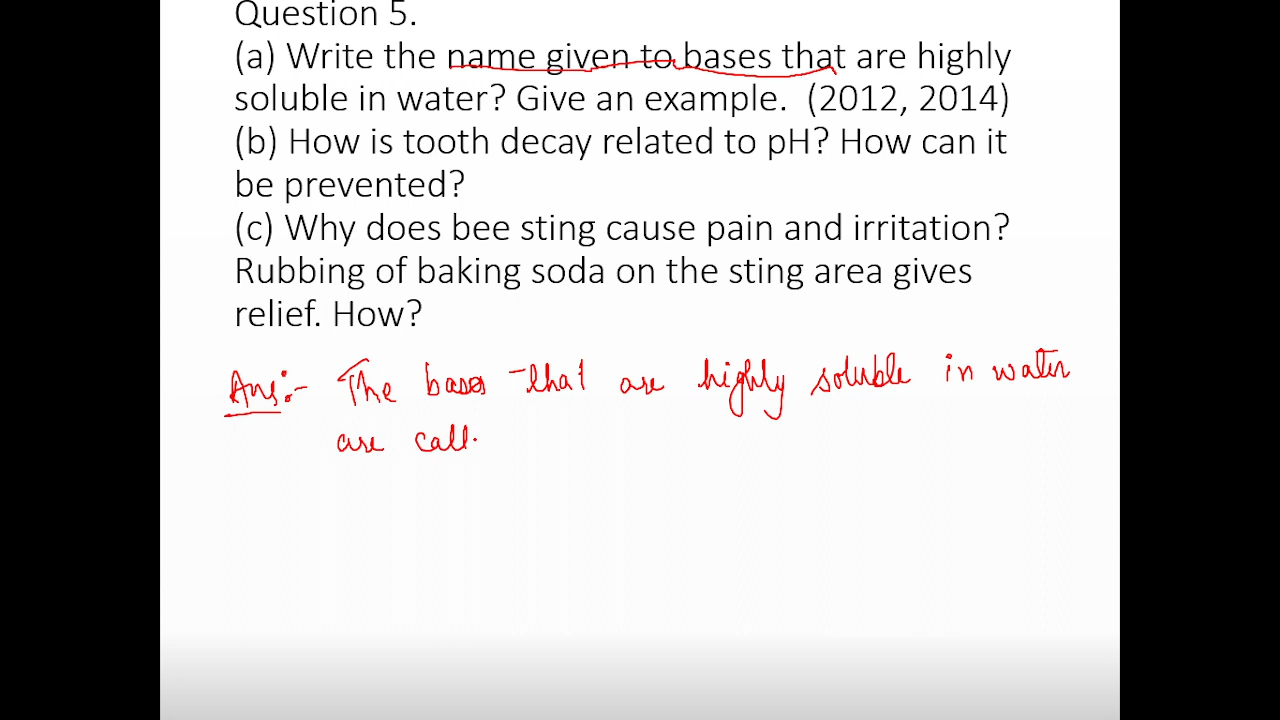 Question 5.
(a) Write the name given to bases that are highly
soluble in water? Give an example.  (2012, 2014)
(b) How is tooth decay related to pH? How can it
be prevented?
(c) Why does bee sting cause pain and irritation?
Rubbing of baking soda on the sting area gives
relief. How?
Ans:- The bases that are highly soluble in water
are call